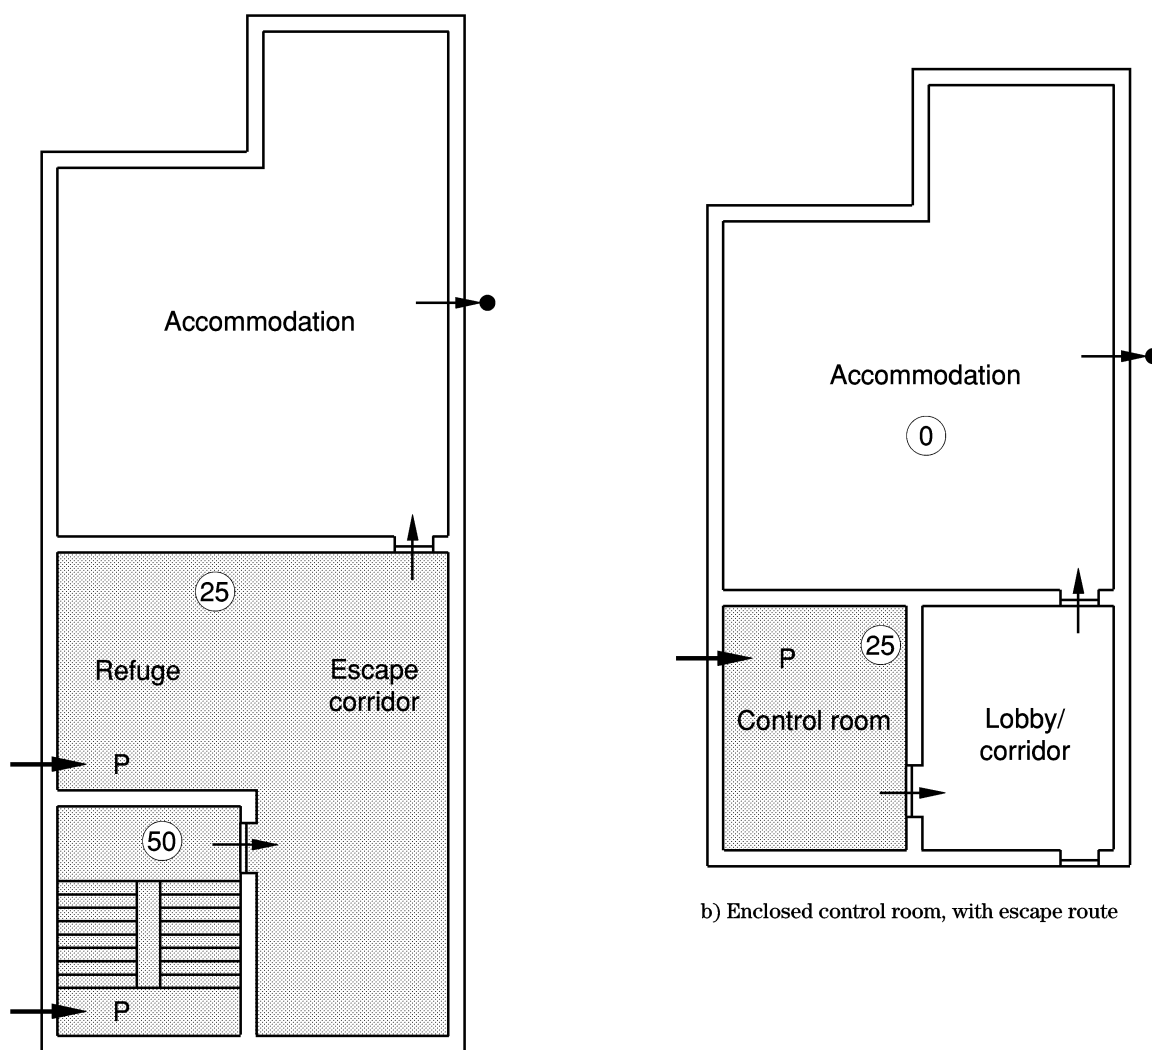 Accommodation
25
Refuge
Escape
corridor
P
50
P
Accommodation
0
P
25
Control room
Lobby/
corridor
b) Enclosed control room, with escape route